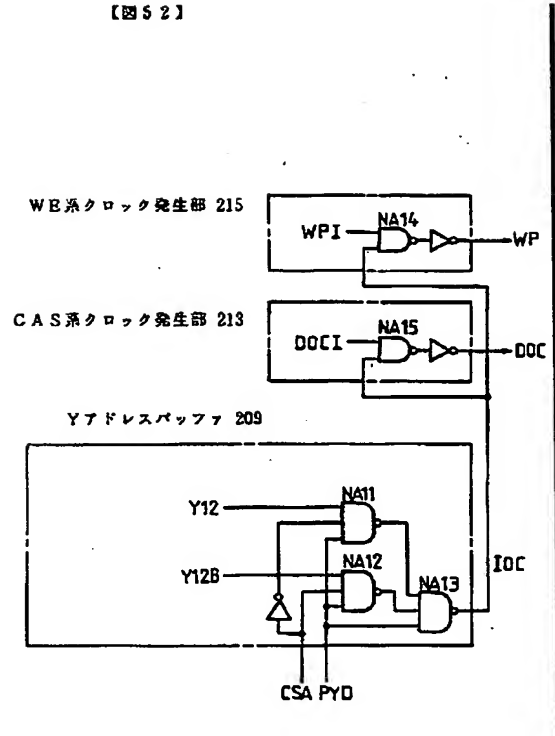 【図52】
WE系クロック発生部 215
NA14
WPI
WP
CAS系クロック発生部 213
NA15
DOCI
DOC
Yアドレスバッファ 209
NA11
Y12
NA12
Y12B
NA13
IOC
CSA PYD